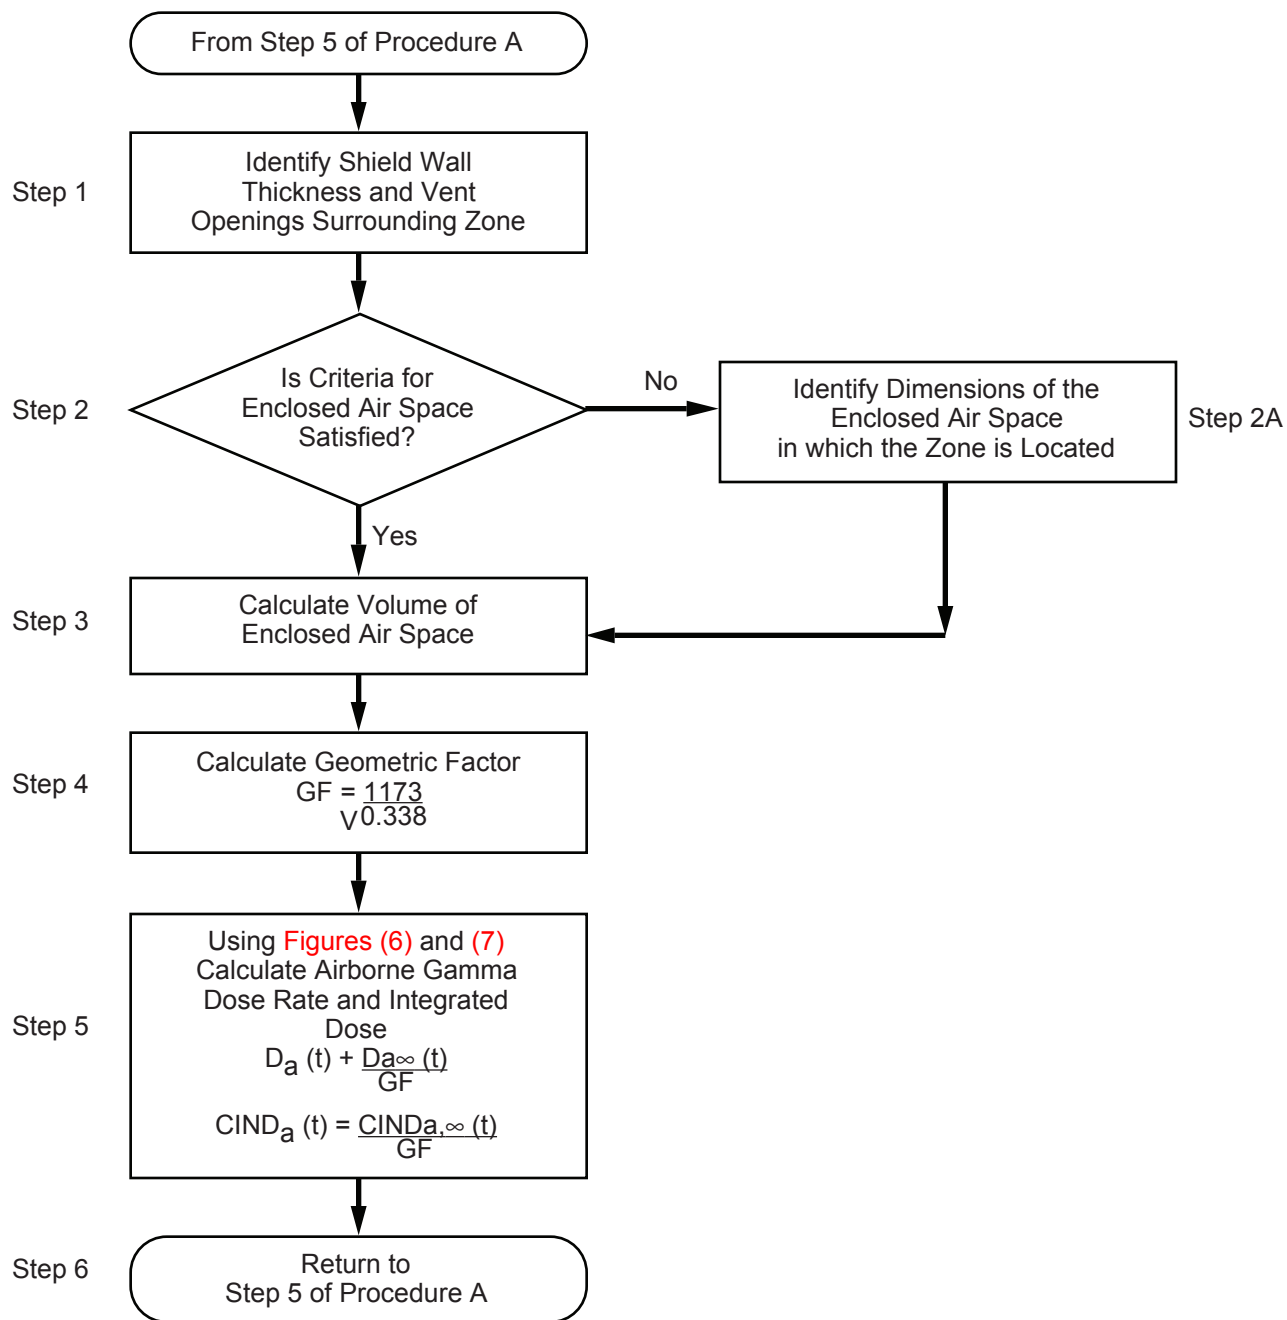 From Step 5 of Procedure A
Step 1
Identify Shield Wall
Thickness and Vent
Openings Surrounding Zone
Step 2
Is Criteria for
Enclosed Air Space
Satisfied?
No
Yes
Identify Dimensions of the
Enclosed Air Space
in which the Zone is Located
Step 2A
Step 3
Calculate Volume of
Enclosed Air Space
Step 4
Calculate Geometric Factor
GF = 1173
V0.338
Step 5
Using Figures (6) and (7)
Calculate Airborne Gamma
Dose Rate and Integrated
Dose
Da (t) + Da∞ (t)
GF
CINDa (t) = CINDa,∞ (t)
GF
Step 6
Return to
Step 5 of Procedure A